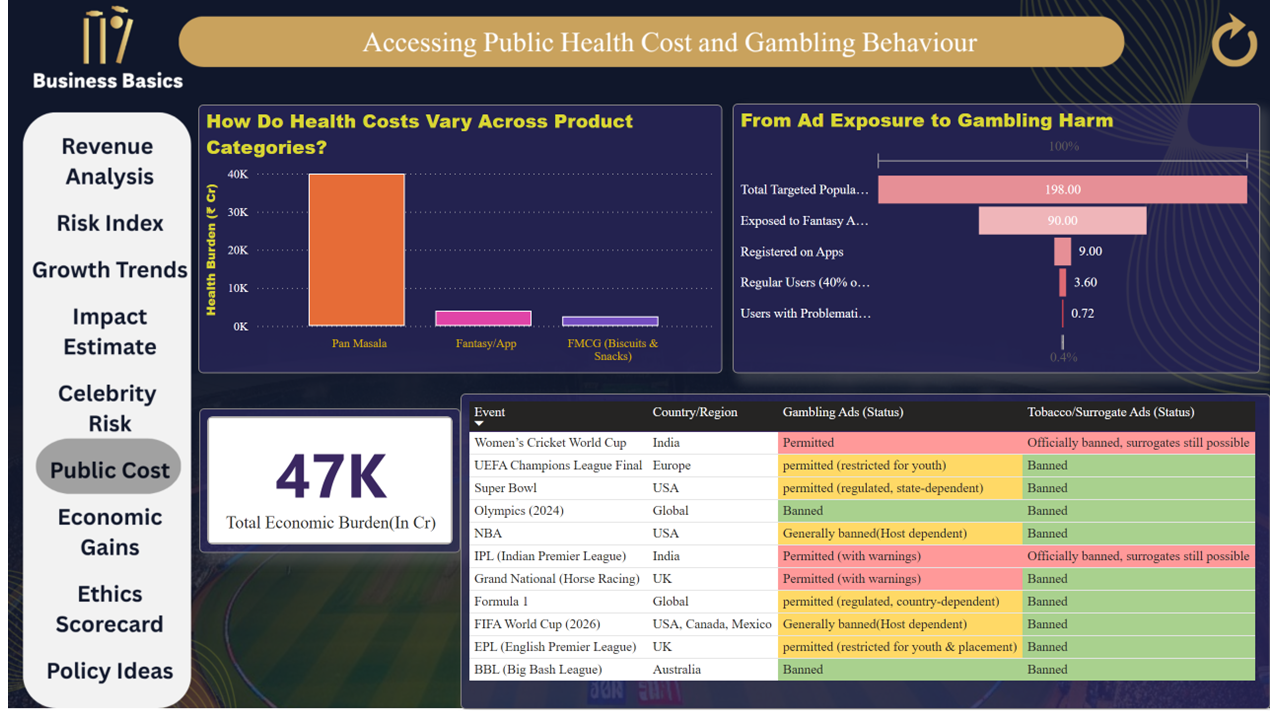 Accessing Public Health Cost and Gambling Behaviour
Business Basics
Revenue
Analysis
Risk Index
Growth Trends
Impact
Estimate
Celebrity
Risk
Public Cost
Economic
Gains
Ethics
Scorecard
Policy Ideas
How Do Health Costs Vary Across Product
Categories?
Health Burden (₹ Cr)
40K
30K
20K
10K
0K
Pan Masala
Fantasy/App
FMCG (Biscuits &
Snacks)
From Ad Exposure to Gambling Harm
100%
Total Targeted Popula… 198.00
Exposed to Fantasy A… 90.00
Registered on Apps 9.00
Regular Users (40% o… 3.60
Users with Problemati… 0.72
0.4%
47K
Total Economic Burden(In Cr)
Event Country/Region Gambling Ads (Status) Tobacco/Surrogate Ads (Status)
Women’s Cricket World Cup India Permitted Officially banned, surrogates still possible
UEFA Champions League Final Europe permitted (restricted for youth) Banned
Super Bowl USA permitted (regulated, state-dependent) Banned
Olympics (2024) Global Banned Banned
NBA USA Generally banned(Host dependent) Banned
IPL (Indian Premier League) India Permitted (with warnings) Officially banned, surrogates still possible
Grand National (Horse Racing) UK Permitted (with warnings) Banned
Formula 1 Global permitted (regulated, country-dependent) Banned
FIFA World Cup (2026) USA, Canada, Mexico Generally banned(Host dependent) Banned
EPL (English Premier League) UK permitted (restricted for youth & placement) Banned
BBL (Big Bash League) Australia Banned Banned